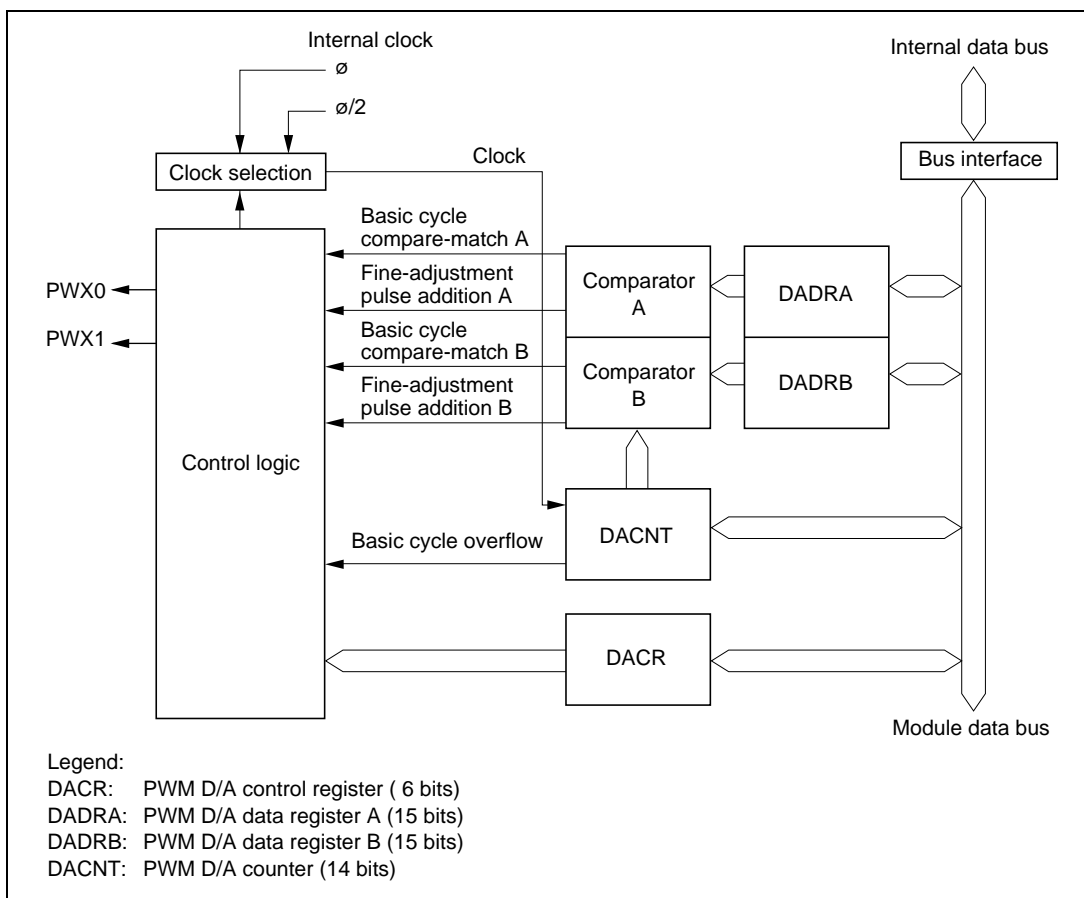 Internal clock
ø
ø/2
Internal data bus
Clock selection
Clock
Bus interface
Basic cycle
compare-match A
Fine-adjustment
pulse addition A
Basic cycle
compare-match B
Fine-adjustment
pulse addition B
Comparator
A
DADRA
Comparator
B
DADRB
PWX0
PWX1
Control logic
Basic cycle overflow
DACNT
DACR
Module data bus
Legend:
DACR: PWM D/A control register ( 6 bits)
DADRA: PWM D/A data register A (15 bits)
DADRB: PWM D/A data register B (15 bits)
DACNT: PWM D/A counter (14 bits)